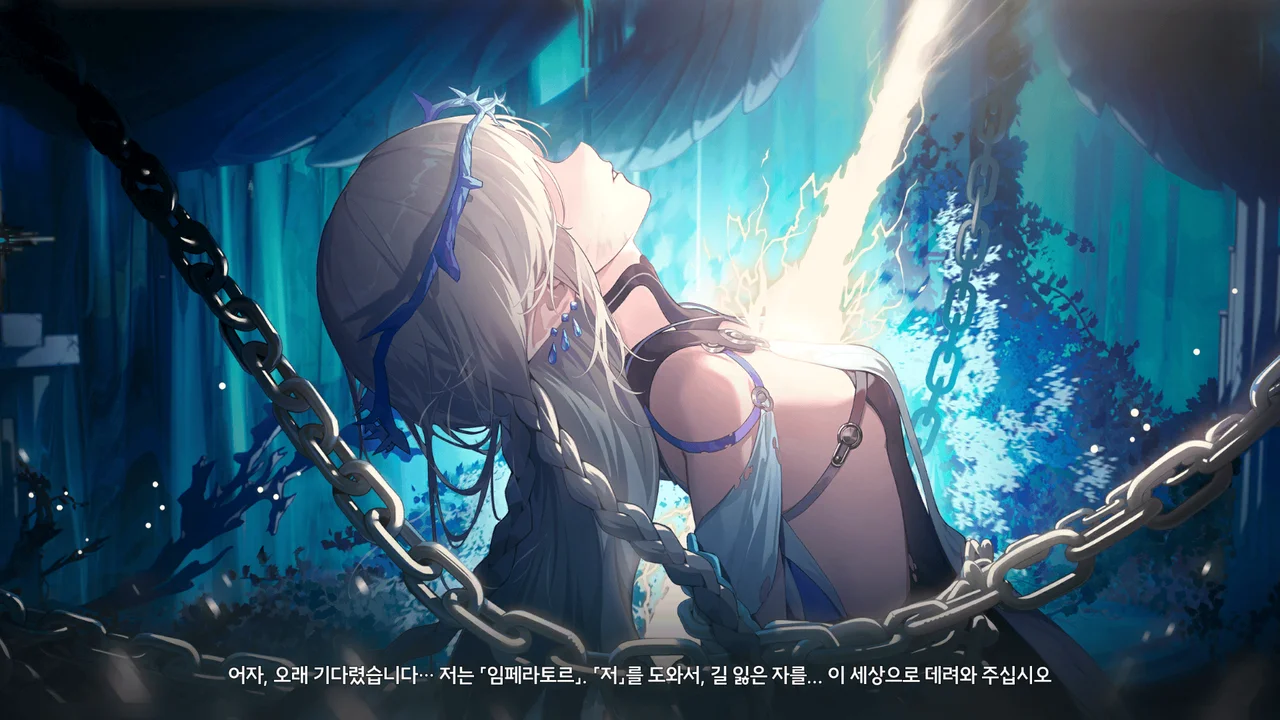 어자, 오래 기다렸습니다… 저는 「임페라토르」. 「저」를 도와서, 길 잃은 자를... 이 세상으로 데려와 주십시오